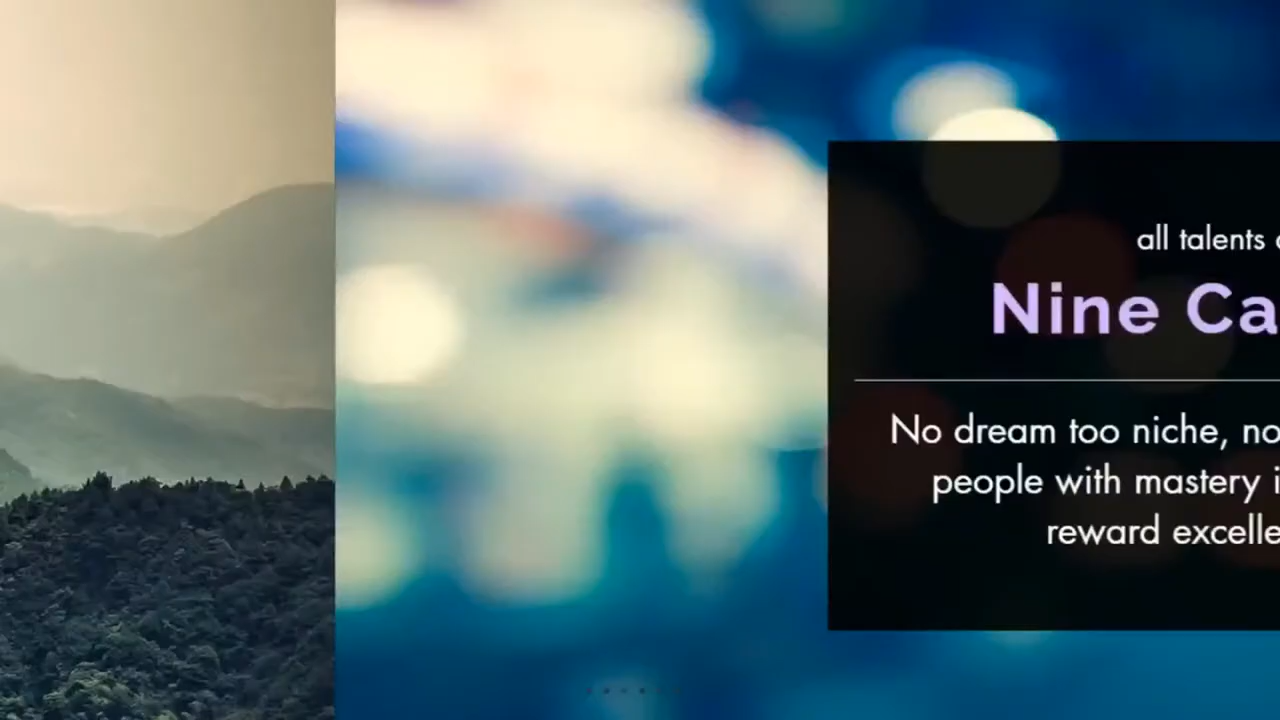 all talents
Nine Ca
No dream too niche, no
people with mastery i
reward excelle